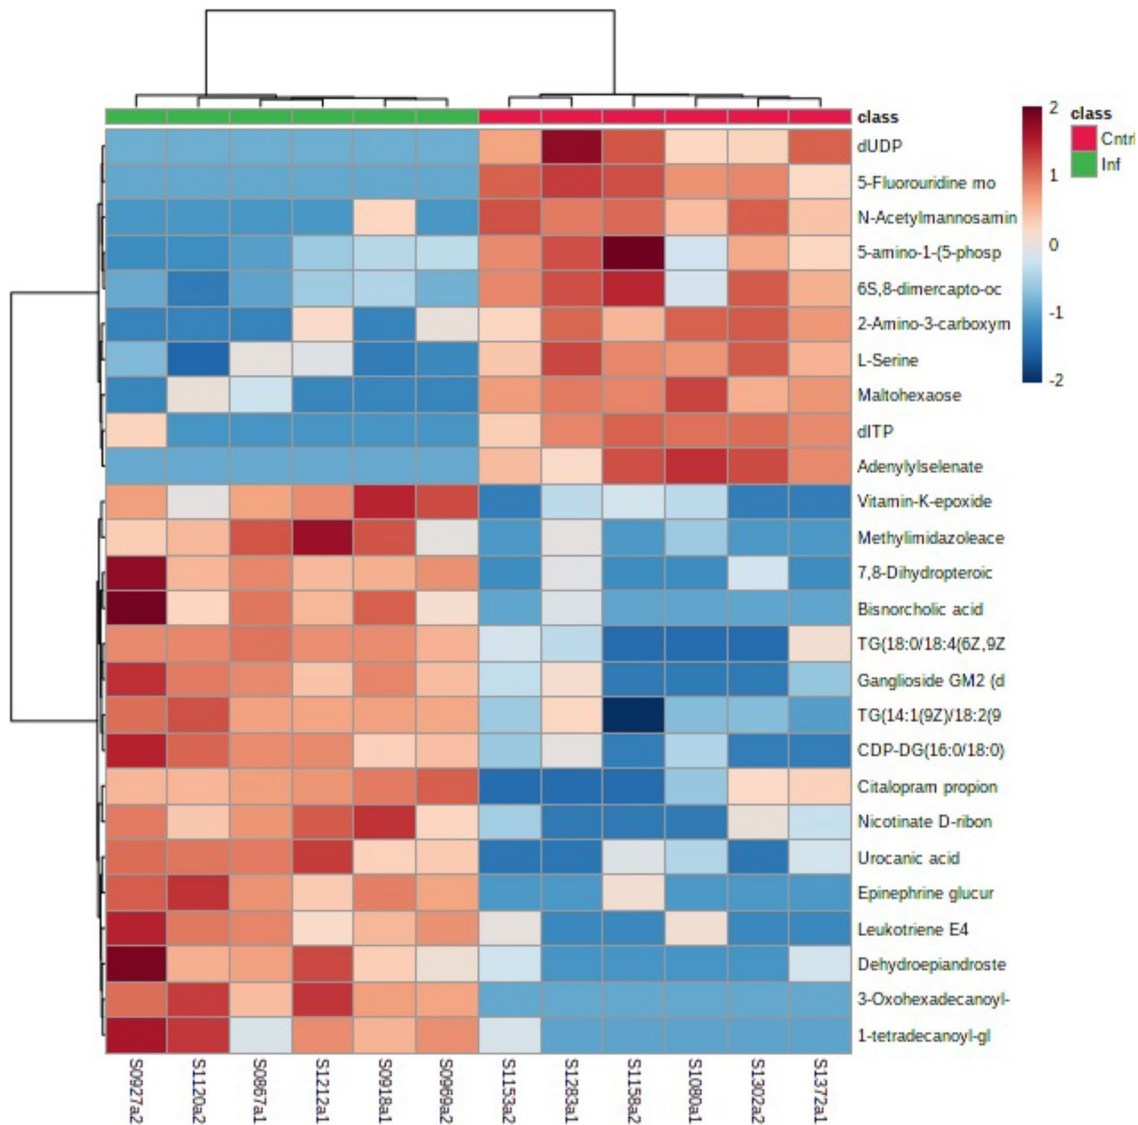 class
2
class
Cntrl
Inf
1
0
-1
-2
dUDP
5-Fluorouridine mo
N-Acetylmannosamin
5-amino-1-(5-phosp
6S,8-dimercapto-oc
2-Amino-3-carboxym
L-Serine
Maltohexaose
dITP
Adenylylselenate
Vitamin-K-epoxide
Methylimidazoleace
7,8-Dihydropteroic
Bisnorcholic acid
TG(18:0/18:4(6Z,9Z
Ganglioside GM2 (d
TG(14:1(9Z)/18:2(9
CDP-DG(16:0/18:0)
Citalopram propion
Nicotinate D-ribon
Urocanic acid
Epinephrine glucur
Leukotriene E4
Dehydroepiandroste
3-Oxohexadecanoyl-
1-tetradecanoyl-gl
S0927a2
S1120a2
S0867a1
S1212a1
S0918a1
S0969a2
S1153a2
S1283a1
S1158a2
S1080a1
S1302a2
S1372a1